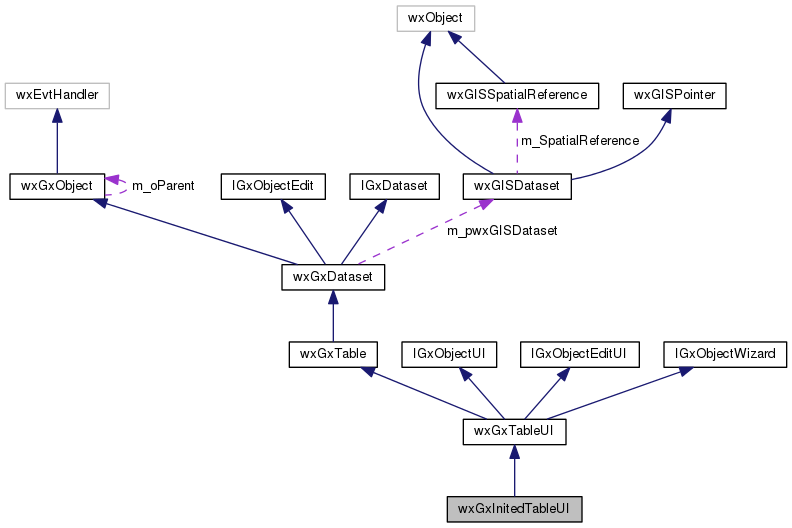 wxObject
wxEvtHandler
wxGISSpatialReference
wxGISPointer
m_SpatialReference
wxGxObject
m_oParent
IGxObjectEdit
IGxDataset
wxGISDataset
m_pwxGISDataset
wxGxDataset
wxGxTable
IGxObjectUI
IGxObjectEditUI
IGxObjectWizard
wxGxTableUI
wxGxInitedTableUI